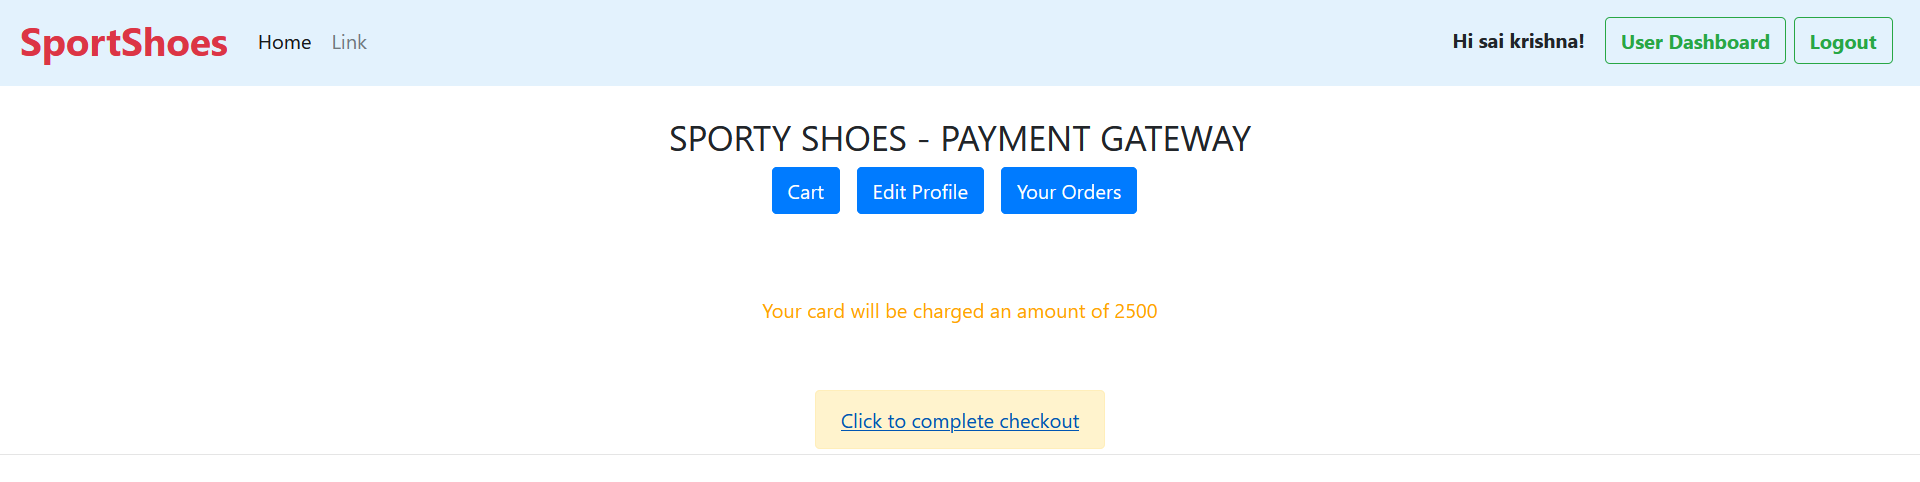 SportShoes Home Link Hi sai krishna! User Dashboard Logout
SPORTY SHOES - PAYMENT GATEWAY
Cart Edit Profile Your Orders
Your card will be charged an amount of 2500
Click to complete checkout